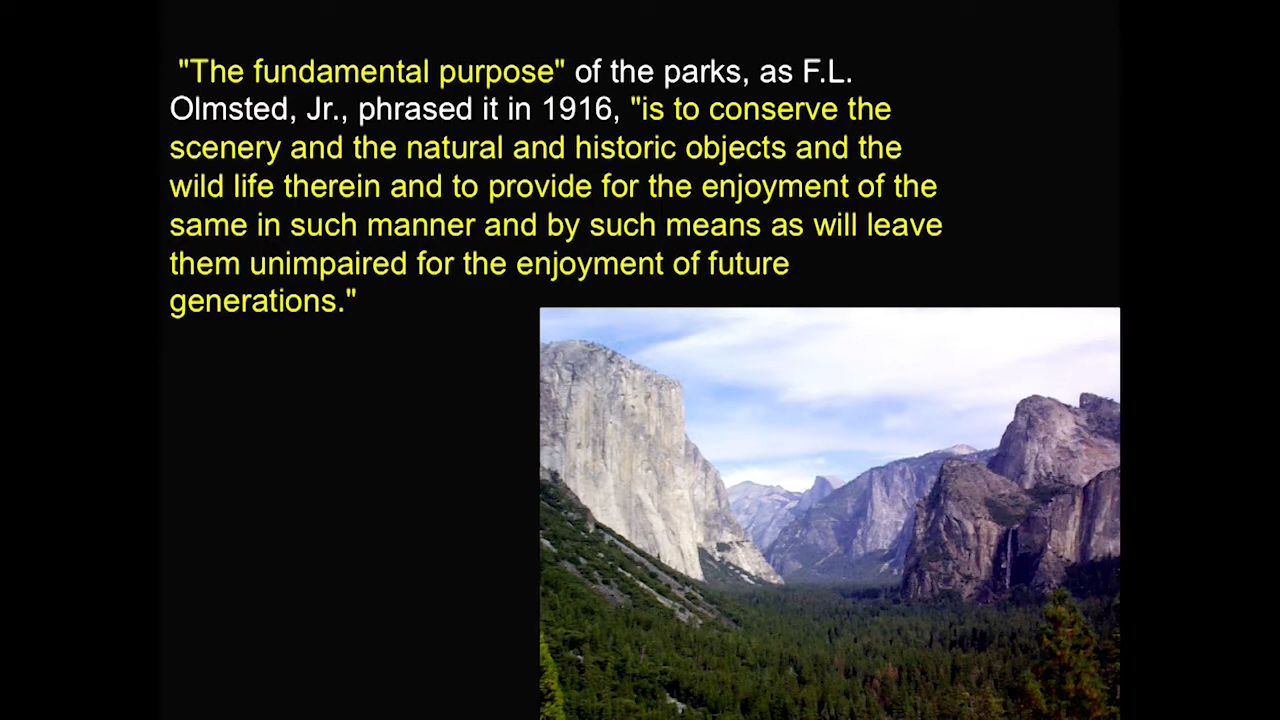 "The fundamental purpose" of the parks, as F.L.
Olmsted, Jr., phrased it in 1916, "is to conserve the
scenery and the natural and historic objects and the
wild life therein and to provide for the enjoyment of the
same in such manner and by such means as will leave
them unimpaired for the enjoyment of future
generations."